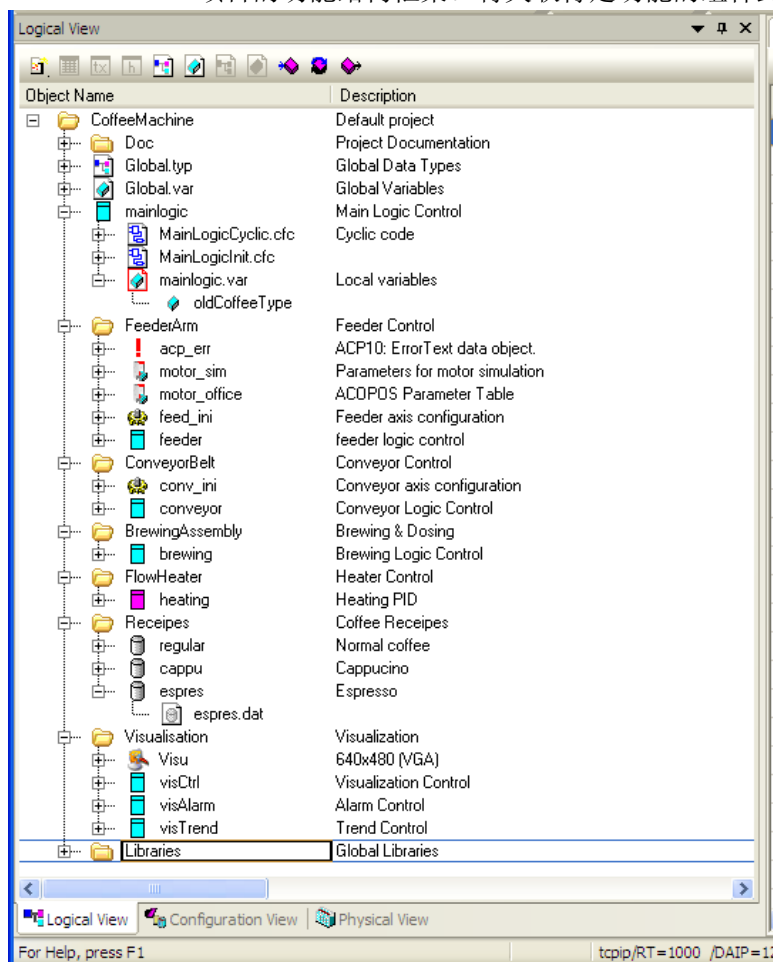 Logical View
Object Name Description
CoffeeMachine Default project
Doc Project Documentation
Global.typ Global Data Types
Global.var Global Variables
mainlogic Main Logic Control
MainLogicCyclic.cfc Cyclic code
MainLogicInit.cfc
mainlogic.var Local variables
oldCoffeeType
FeederArm Feeder Control
acp_err ACP10: ErrorText data object.
motor_sim Parameters for motor simulation
motor_office ACOPOS Parameter Table
feed_ini Feeder axis configuration
feeder feeder logic control
ConveyorBelt Conveyor Control
conv_ini Conveyor axis configuration
conveyor Conveyor Logic Control
BrewingAssembly Brewing & Dosing
brewing Brewing Logic Control
FlowHeater Heater Control
heating Heating PID
Receipes Coffee Receipes
regular Normal coffee
cappu Cappucino
espres Espresso
espres.dat
Visualisation Visualization
Visu 640x480 (VGA)
visCtrl Visualization Control
visAlarm Alarm Control
visTrend Trend Control
Libraries Global Libraries
Logical View Configuration View Physical View
For Help, press F1 tcpip/RT=1000 /DAIP=12